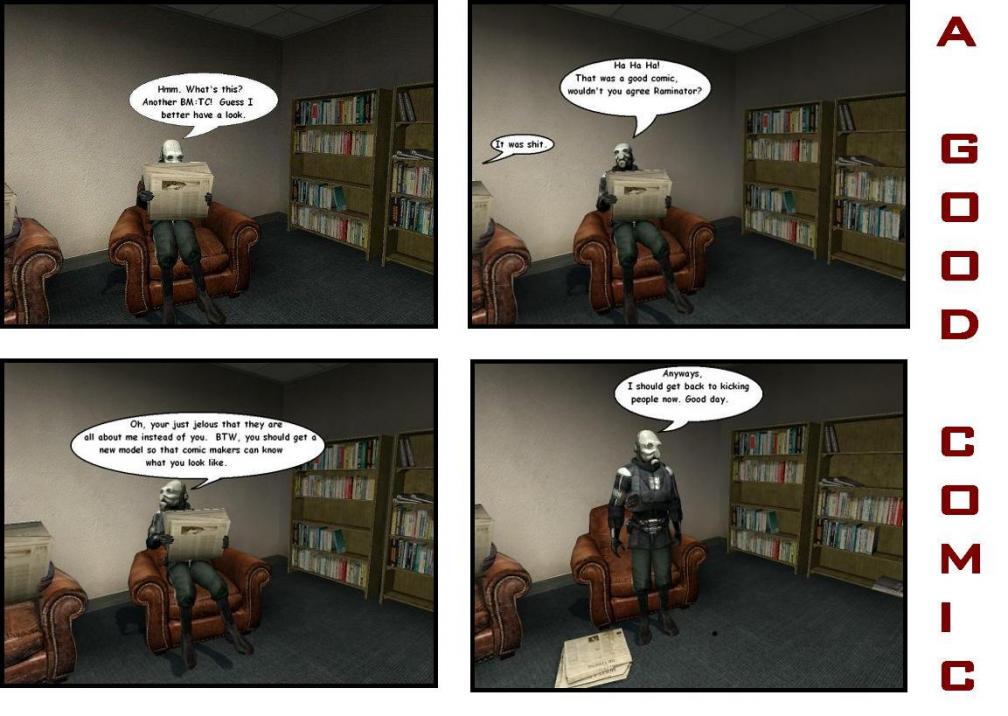 Hmm. What's this?
Another BM:TC! Guess I
better have a look.
Ha Ha Ha!
That was a good comic,
wouldn't you agree Raminator?
It was shit.
Oh, your just jelous that they are
all about me instead of you. BTW, you should get a
new model so that comic makers can know
what you look like.
Anyways,
I should get back to kicking
people now. Good day.
A
GOOD
COMIC